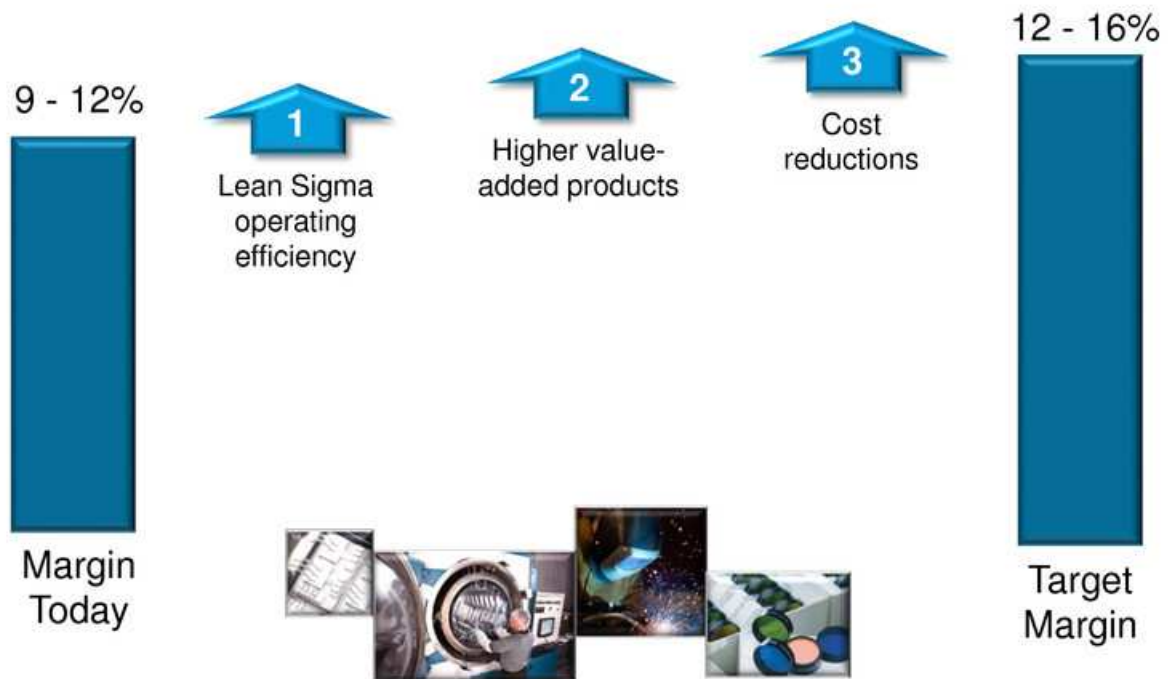 9 - 12%
1
Lean Sigma
operating
efficiency
2
Higher value-
added products
3
Cost
reductions
12 - 16%
Margin
Today
Target
Margin